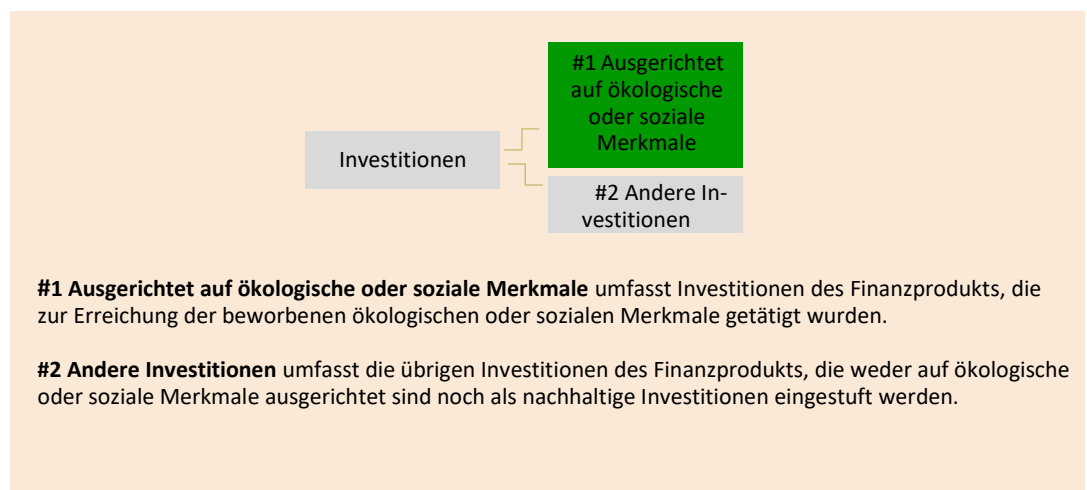 #1 Ausgerichtet
auf ökologische
oder soziale
Merkmale
Investitionen
#2 Andere In-
vestitionen
#1 Ausgerichtet auf ökologische oder soziale Merkmale umfasst Investitionen des Finanzprodukts, die
zur Erreichung der beworbenen ökologischen oder sozialen Merkmale getätigt wurden.
#2 Andere Investitionen umfasst die übrigen Investitionen des Finanzprodukts, die weder auf ökologische
oder soziale Merkmale ausgerichtet sind noch als nachhaltige Investitionen eingestuft werden.